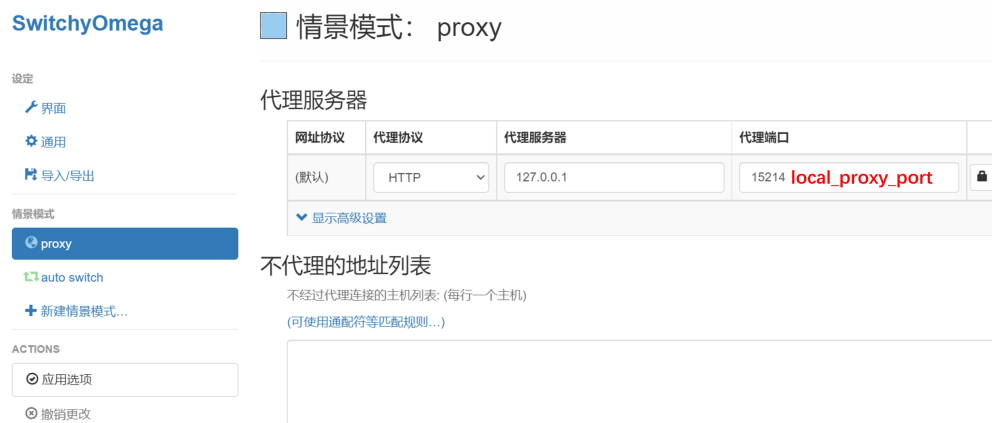 SwitchyOmega
设定
界面
通用
导入/导出
情景模式
proxy
auto switch
新建情景模式...
ACTIONS
应用选项
撤销更改
情景模式： proxy
代理服务器
网址协议 代理协议 代理服务器 代理端口
(默认) HTTP 127.0.0.1 15214 local_proxy_port
显示高级设置
不代理的地址列表
不经过代理连接的主机列表: (每行一个主机)
(可使用通配符等匹配规则...)